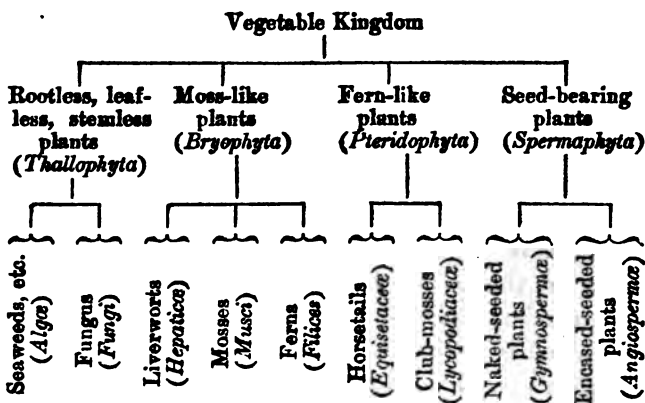 Vegetable Kingdom
Rootless, leaf-
less, stemless
plants
(Thallophyta)
Moss-like
plants
(Bryophyta)
Fern-like
plants
(Pteridophyta)
Seed-bearing
plants
(Spermaphyta)
Seaweeds, etc.
(Algæ)
Fungus
(Fungi)
Liverworts
(Hepaticæ)
Mosses
(Musci)
Ferns
(Filices)
Horsetails
(Equisetaceæ)
Club-mosses
(Lycopodiaceæ)
Naked-seeded
plants
(Gymnospermæ)
Encased-seeded
plants
(Angiospermæ)